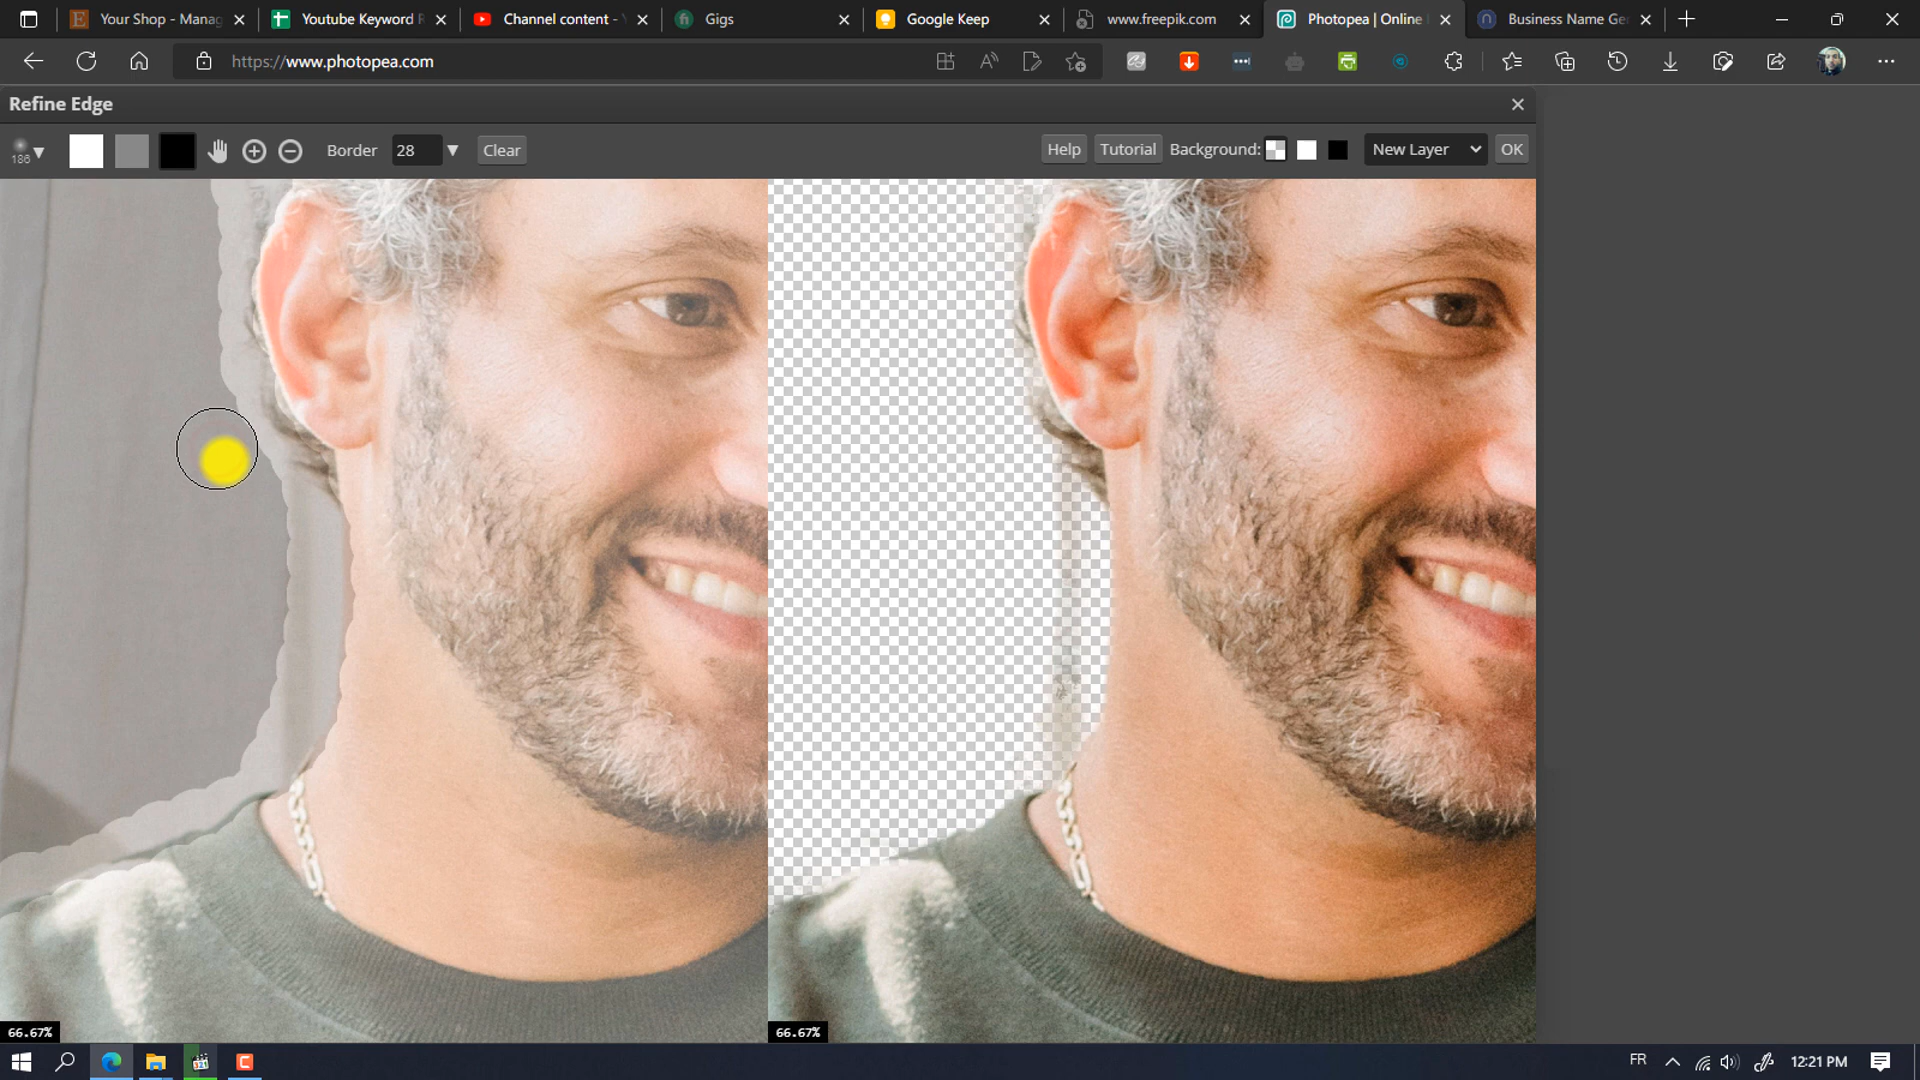 Your Shop - Manag
Youtube Keyword R
Channel content - Y
Gigs
Google Keep
www.freepik.com
Photopea | Online
Business Name Ge
https://www.photopea.com
Refine Edge
186
Border
28
Clear
Help
Tutorial
Background:
New Layer
OK
66.67%
66.67%
FR
12:21 PM